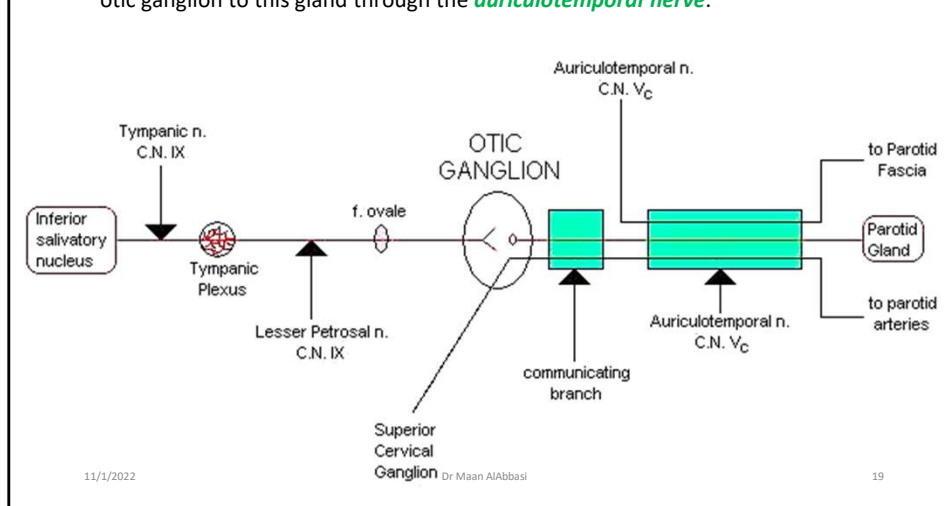 otic ganglion to this gland through the auriculotemporal nerve.
Auriculotemporal n.
C.N. Vc
Tympanic n.
C.N. IX
OTIC
GANGLION
to Parotid
Fascia
f. ovale
Inferior
salivatory
nucleus
Parotid
Gland
Tympanic
Plexus
to parotid
arteries
Lesser Petrosal n.
C.N. IX
Auriculotemporal n.
C.N. Vc
communicating
branch
Superior
Cervical
Ganglion
11/1/2022
Dr Maan AlAbbasi
19